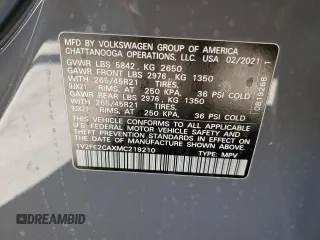 MFD. BY VOLKSWAGEN GROUP OF AMERICA
CHATTANOOGA OPERATIONS, LLC. USA 02/2021
GVWR LBS 5842, KG 2650
GAWR FRONT LBS 2976, KG 1350
WITH 265/45R21 TIRES,
9JX21 RIMS, AT 250 KPA, 36 PSI COLD
GAWR REAR LBS 2976, KG 1350
WITH 265/45R21 TIRES,
9JX21 RIMS, AT 250 KPA, 36 PSI COLD
THIS VEHICLE CONFORMS TO ALL APPLICABLE
FEDERAL MOTOR VEHICLE SAFETY STANDARDS
IN EFFECT ON THE DATE OF MANUFACTURE
SHOWN ABOVE.
1V2FE2CAXMC219210 TYPE: MPV
DREAMBID